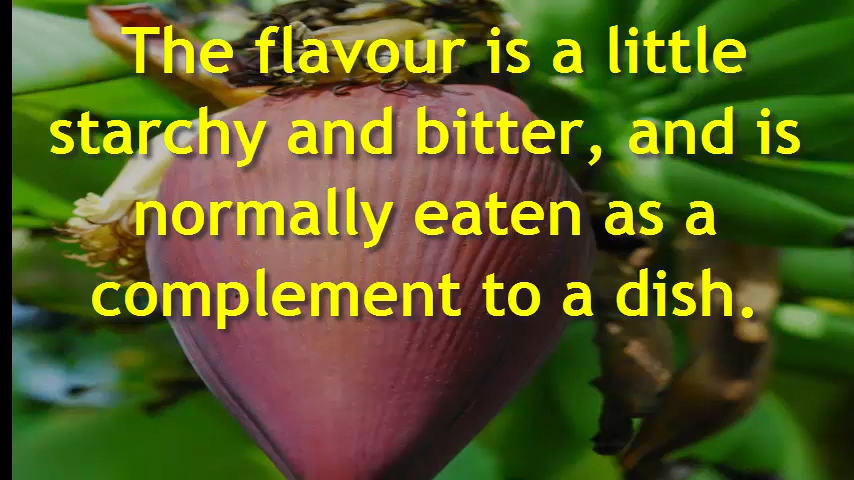 The flavour is a little
starchy and bitter, and is
normally eaten as a
complement to a dish.